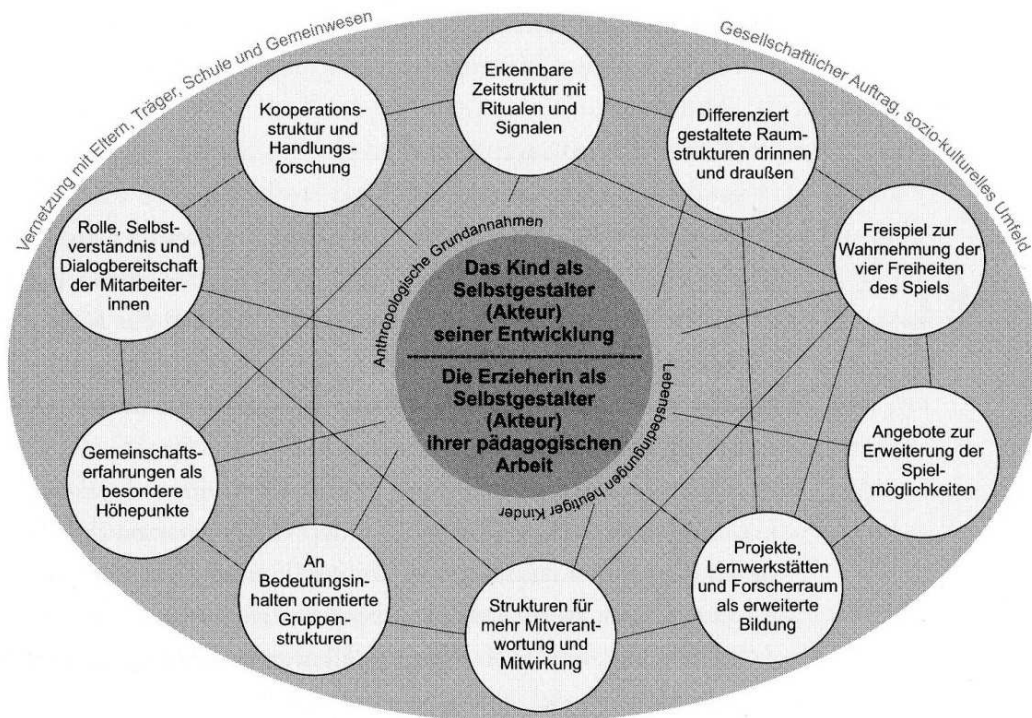 Vernetzung mit Eltern, Träger, Schule und Gemeinwesen
Gesellschaftlicher Auftrag, sozio-kulturelles Umfeld
Erkennbare
Zeitstruktur mit
Ritualen und
Signalen
Differenziert
gestaltete Raum-
strukturen drinnen
und draußen
Freispiel zur
Wahrnehmung der
vier Freiheiten
des Spiels
Angebote zur
Erweiterung der
Spiel-
möglichkeiten
Projekte,
Lernwerkstätten
und Forscherraum
als erweiterte
Bildung
Strukturen für
mehr Mitverant-
wortung und
Mitwirkung
An
Bedeutungsin-
halten orientierte
Gruppen-
strukturen
Gemeinschafts-
erfahrungen als
besondere
Höhepunkte
Rolle, Selbst-
verständnis und
Dialogbereitschaft
der Mitarbeiter-
innen
Kooperations-
struktur und
Handlungs-
forschung
Anthropologische Grundannahmen
Das Kind als
Selbstgestalter
(Akteur)
seiner Entwicklung
Die Erzieherin als
Selbstgestalter
(Akteur)
ihrer pädagogischen
Arbeit
Lebensbedingungen heutiger Kinder